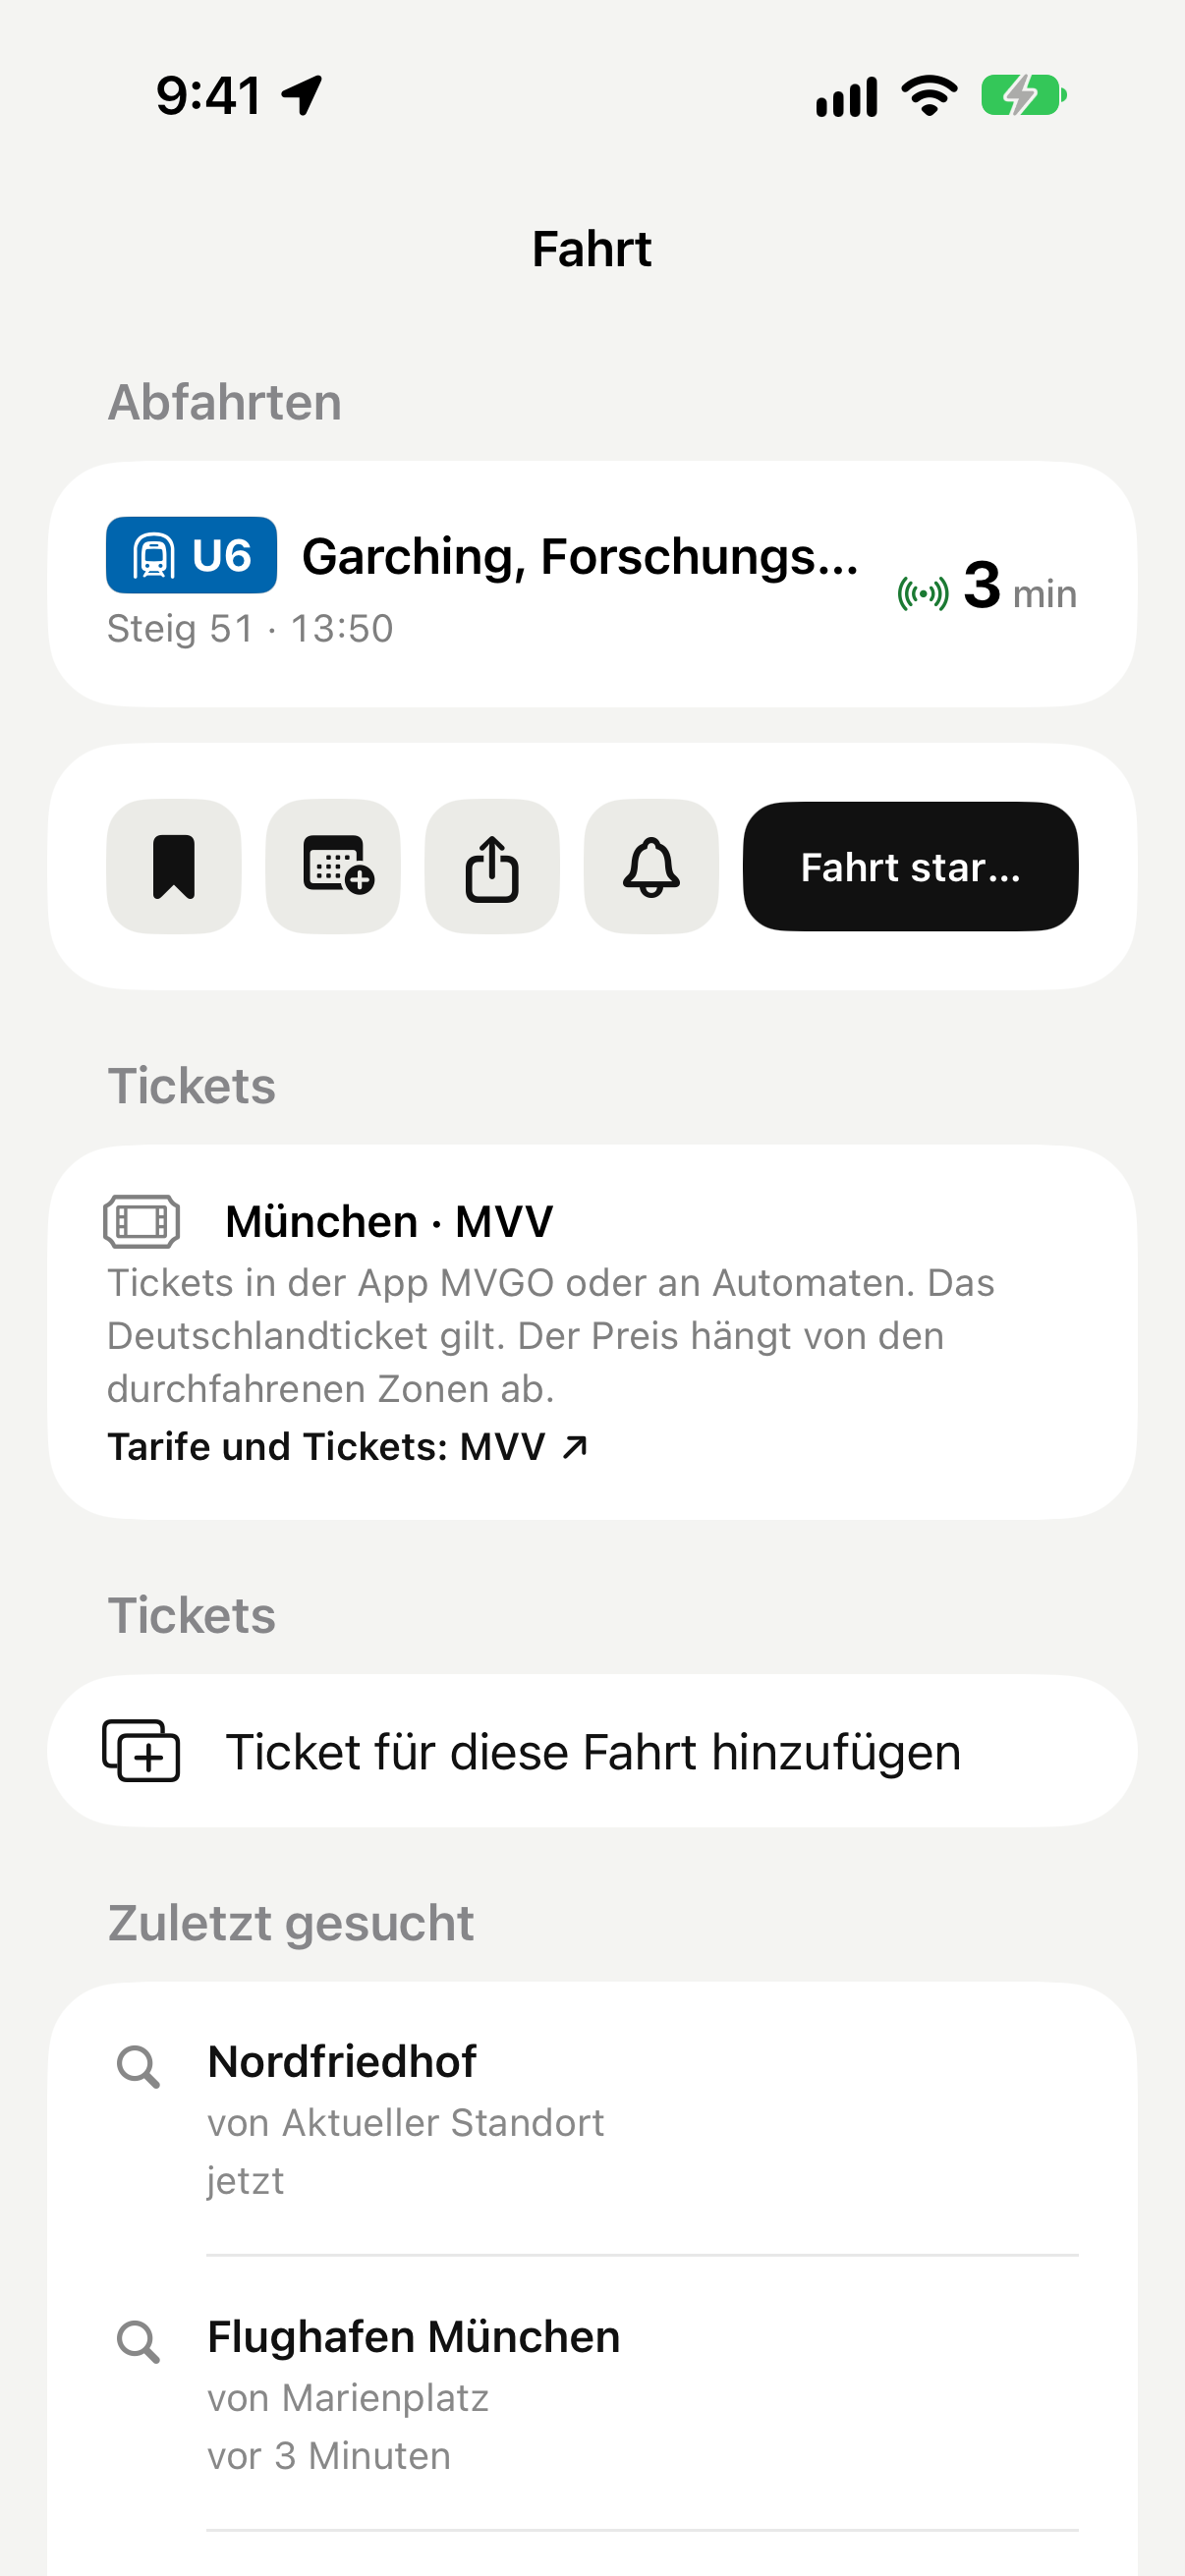 9:41
Fahrt
Abfahrten
U6 Garching, Forschungs...
3 min
Steig 51 · 13:50
Fahrt star...
Tickets
München · MVV
Tickets in der App MVGO oder an Automaten. Das
Deutschlandticket gilt. Der Preis hängt von den
durchfahrenen Zonen ab.
Tarife und Tickets: MVV
Tickets
Ticket für diese Fahrt hinzufügen
Zuletzt gesucht
Nordfriedhof
von Aktueller Standort
jetzt
Flughafen München
von Marienplatz
vor 3 Minuten